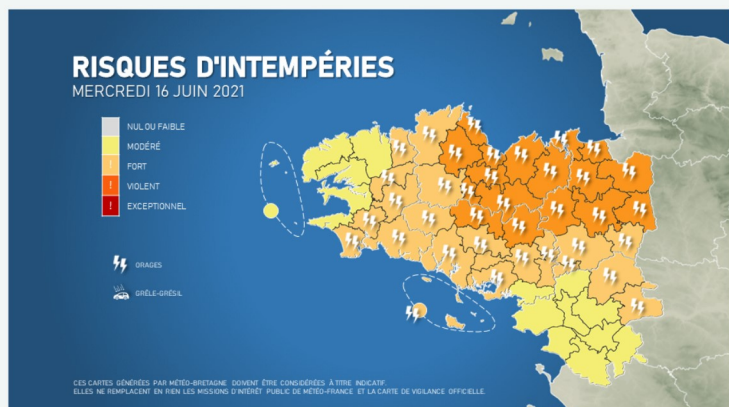 RISQUES D'INTEMPÉRIES
MERCREDI 16 JUIN 2021
NUL OU FAIBLE
MODÉRÉ
! FORT
! VIOLENT
! EXCEPTIONNEL
ORAGES
GRÊLE-GRÉSIL
CES CARTES GÉNÉRÉES PAR MÉTÉO-BRETAGNE DOIVENT ÊTRE CONSIDÉRÉES À TITRE INDICATIF.
ELLES NE REMPLACENT EN RIEN LES MISSIONS D'INTÉRÊT PUBLIC DE MÉTÉO-FRANCE ET LA CARTE DE VIGILANCE OFFICIELLE.